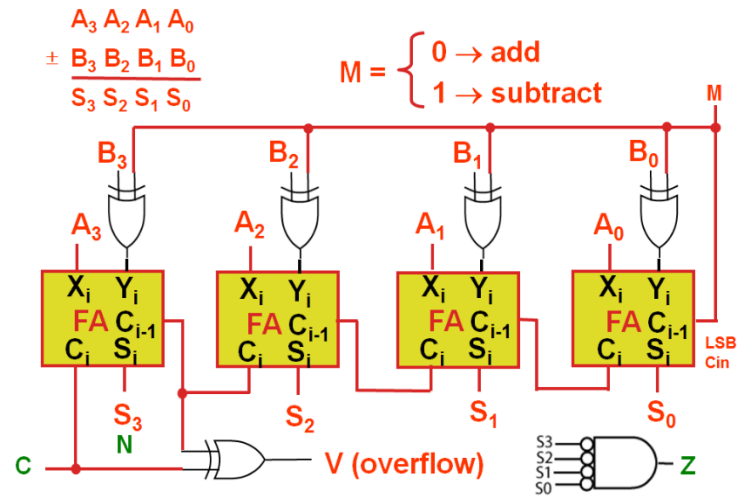 A3 A2 A1 A0
± B3 B2 B1 B0
S3 S2 S1 S0
M = 0 → add
1 → subtract
M
B3 B2 B1 B0
A3 A2 A1 A0
Xi Yi Xi Yi Xi Yi Xi Yi
FA Ci-1 FA Ci-1 FA Ci-1 FA Ci-1
Ci Si Ci Si Ci Si Ci Si
LSB
Cin
S3 S2 S1 S0
N
C
V (overflow)
S3
S2
S1
S0
Z